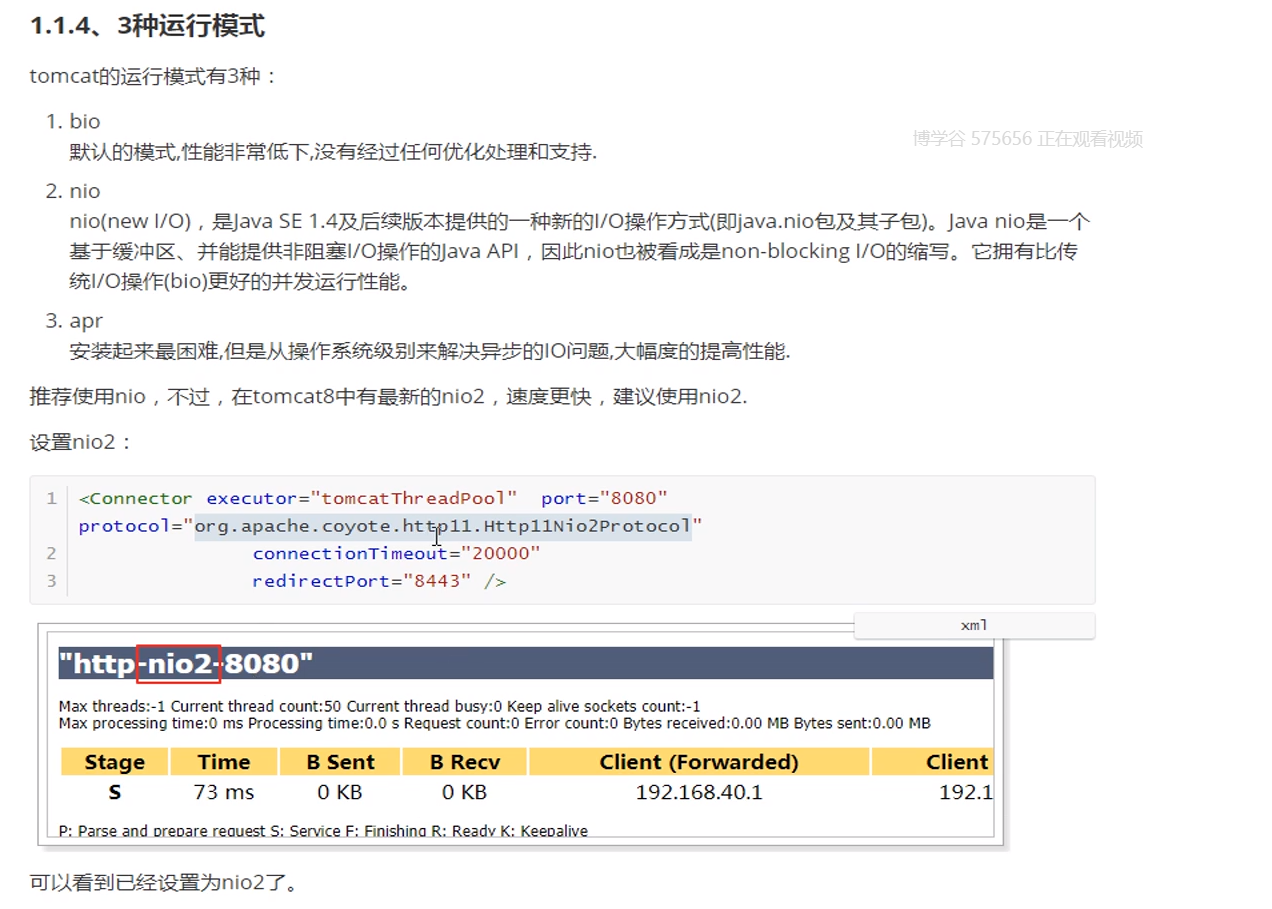 1.1.4、3种运行模式
tomcat的运行模式有3种：
1. bio
默认的模式,性能非常低下,没有经过任何优化处理和支持.
博学谷 575656 正在观看视频
2. nio
nio(new I/O)，是Java SE 1.4及后续版本提供的一种新的I/O操作方式(即java.nio包及其子包)。Java nio是一个
基于缓冲区、并能提供非阻塞I/O操作的Java API，因此nio也被看成是non-blocking I/O的缩写。它拥有比传
统I/O操作(bio)更好的并发运行性能。
3. apr
安装起来最困难,但是从操作系统级别来解决异步的IO问题,大幅度的提高性能.
推荐使用nio，不过，在tomcat8中有最新的nio2，速度更快，建议使用nio2.
设置nio2：
1 <Connector executor="tomcatThreadPool"  port="8080"
protocol="org.apache.coyote.http11.Http11Nio2Protocol"
2 connectionTimeout="20000"
3 redirectPort="8443" />
xml
"http-nio2-8080"
Max threads:-1 Current thread count:50 Current thread busy:0 Keep alive sockets count:-1
Max processing time:0 ms Processing time:0.0 s Request count:0 Error count:0 Bytes received:0.00 MB Bytes sent:0.00 MB
Stage Time B Sent B Recv Client (Forwarded) Client
S 73 ms 0 KB 0 KB 192.168.40.1 192.1
P: Parse and prepare request S: Service F: Finishing R: Ready K: Keepalive
可以看到已经设置为nio2了。